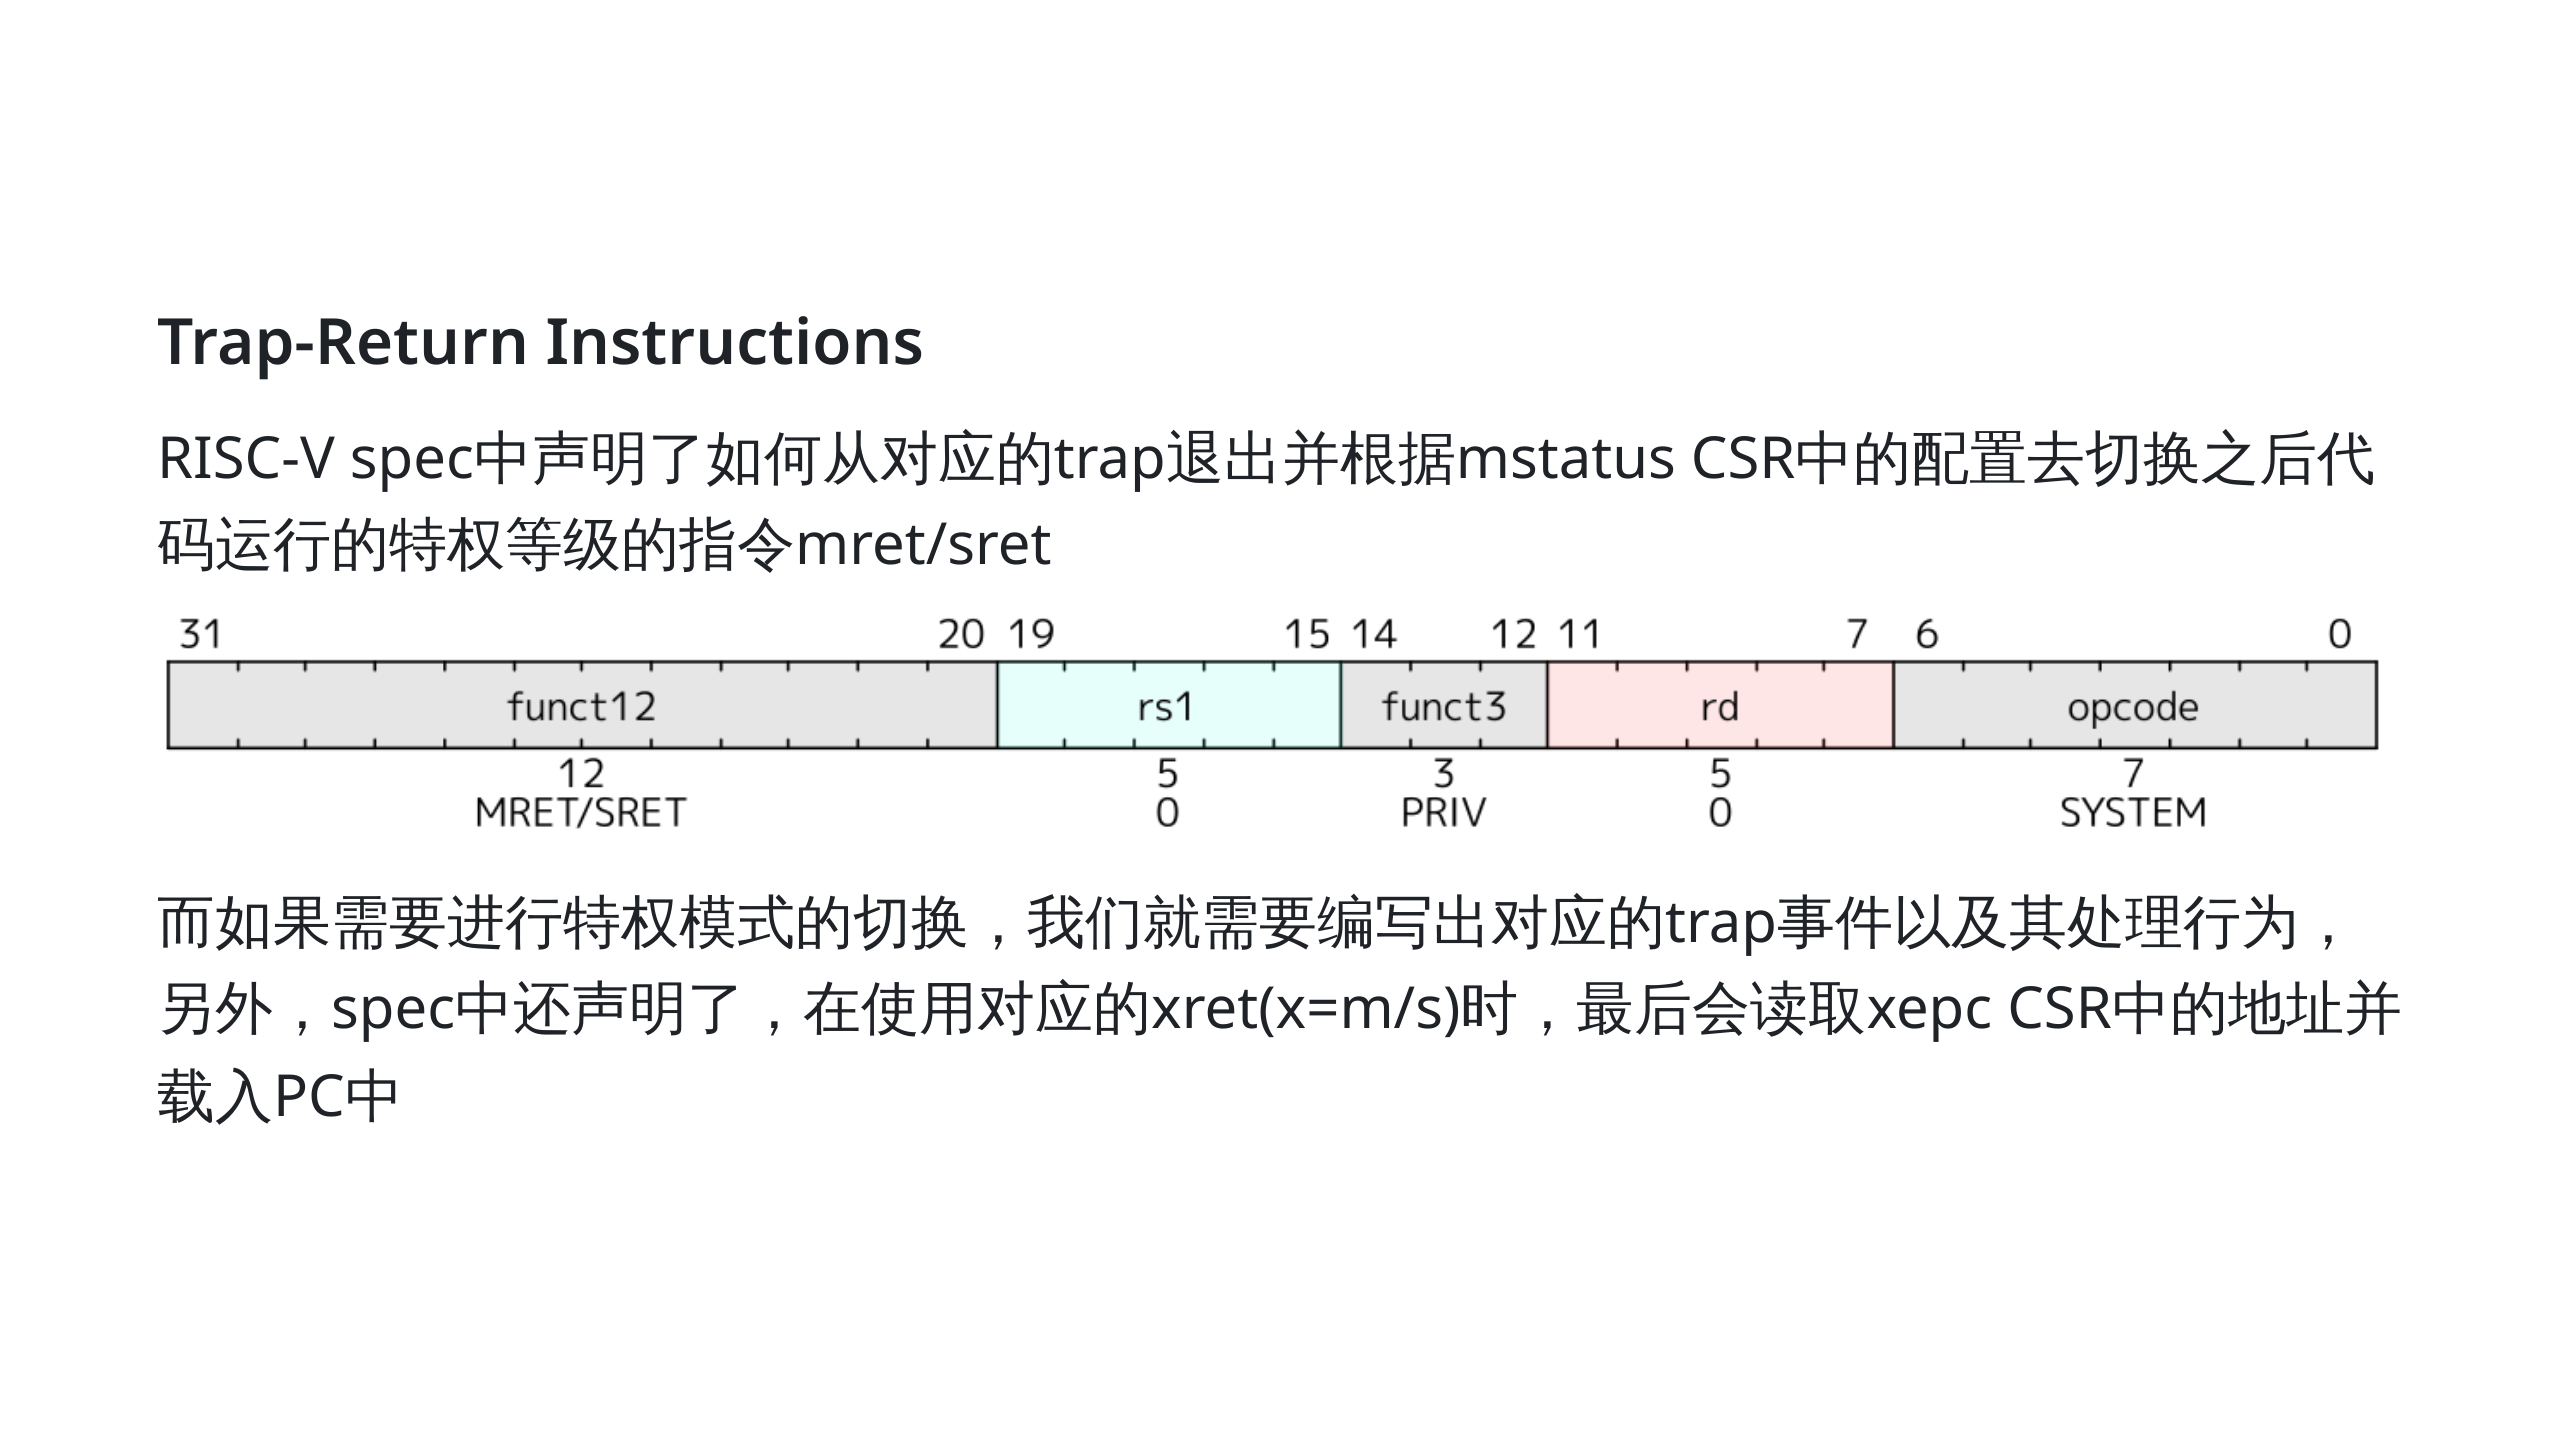 Trap-Return Instructions
RISC-V spec中声明了如何从对应的trap退出并根据mstatus CSR中的配置去切换之后代
码运行的特权等级的指令mret/sret
31 20 19 15 14 12 11 7 6 0
funct12 rs1 funct3 rd opcode
12 5 3 5 7
MRET/SRET 0 PRIV 0 SYSTEM
而如果需要进行特权模式的切换，我们就需要编写出对应的trap事件以及其处理行为，
另外，spec中还声明了，在使用对应的xret(x=m/s)时，最后会读取xepc CSR中的地址并
载入PC中